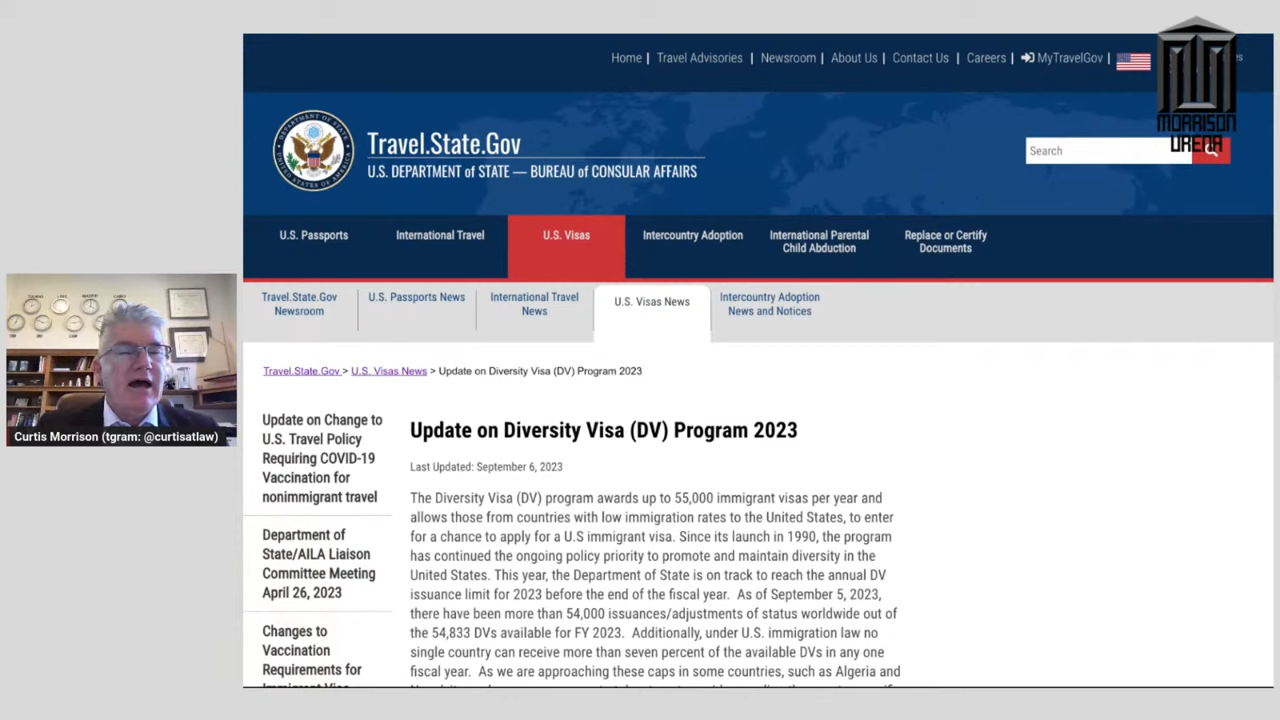 Home | Travel Advisories | Newsroom | About Us | Contact Us | Careers | MyTravelGov |
MORRISON
URENA
Travel.State.Gov
U.S. DEPARTMENT of STATE — BUREAU of CONSULAR AFFAIRS
Search
U.S. Passports
International Travel
U.S. Visas
Intercountry Adoption
International Parental
Child Abduction
Replace or Certify
Documents
Travel.State.Gov
Newsroom
U.S. Passports News
International Travel
News
U.S. Visas News
Intercountry Adoption
News and Notices
Travel.State.Gov > U.S. Visas News > Update on Diversity Visa (DV) Program 2023
Update on Change to
U.S. Travel Policy
Requiring COVID-19
Vaccination for
nonimmigrant travel
Department of
State/AILA Liaison
Committee Meeting
April 26, 2023
Changes to
Vaccination
Requirements for
Update on Diversity Visa (DV) Program 2023
Last Updated: September 6, 2023
The Diversity Visa (DV) program awards up to 55,000 immigrant visas per year and
allows those from countries with low immigration rates to the United States, to enter
for a chance to apply for a U.S immigrant visa. Since its launch in 1990, the program
has continued the ongoing policy priority to promote and maintain diversity in the
United States. This year, the Department of State is on track to reach the annual DV
issuance limit for 2023 before the end of the fiscal year. As of September 5, 2023,
there have been more than 54,000 issuances/adjustments of status worldwide out of
the 54,833 DVs available for FY 2023. Additionally, under U.S. immigration law no
single country can receive more than seven percent of the available DVs in any one
fiscal year. As we are approaching these caps in some countries, such as Algeria and
Curtis Morrison (tgram: @curtisatlaw)